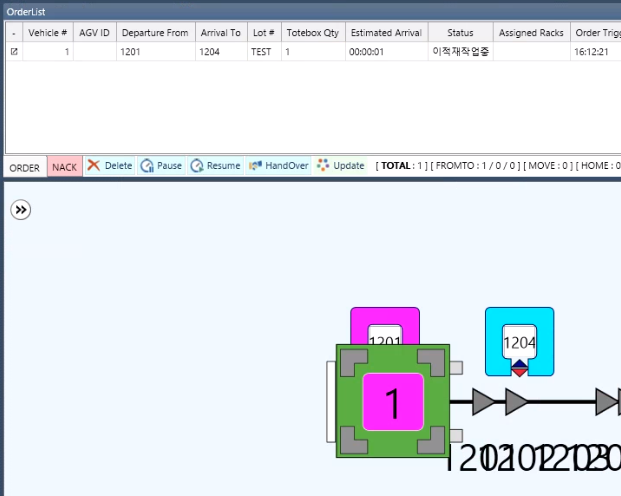 OrderList
- Vehicle # AGV ID Departure From Arrival To Lot # Totebox Qty Estimated Arrival Status Assigned Racks Order Trigg
1 1201 1204 TEST 1 00:00:01 이적재작업중 16:12:21
ORDER NACK Delete Pause Resume HandOver Update [ TOTAL : 1 ] [ FROMTO : 1 / 0 / 0 ] [ MOVE : 0 ] [ HOME : 0
1201 1204
1